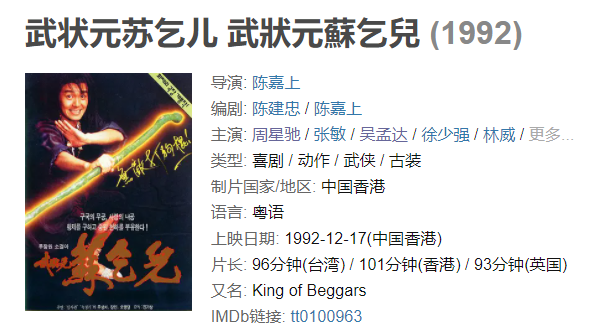 武状元苏乞儿 武狀元蘇乞兒 (1992)
导演: 陈嘉上
编剧: 陈建忠 / 陈嘉上
主演: 周星驰 / 张敏 / 吴孟达 / 徐少强 / 林威 / 更多...
类型: 喜剧 / 动作 / 武侠 / 古装
制片国家/地区: 中国香港
语言: 粤语
上映日期: 1992-12-17(中国香港)
片长: 96分钟(台湾) / 101分钟(香港) / 93分钟(英国)
又名: King of Beggars
IMDb链接: tt0100963
蘇乞兒